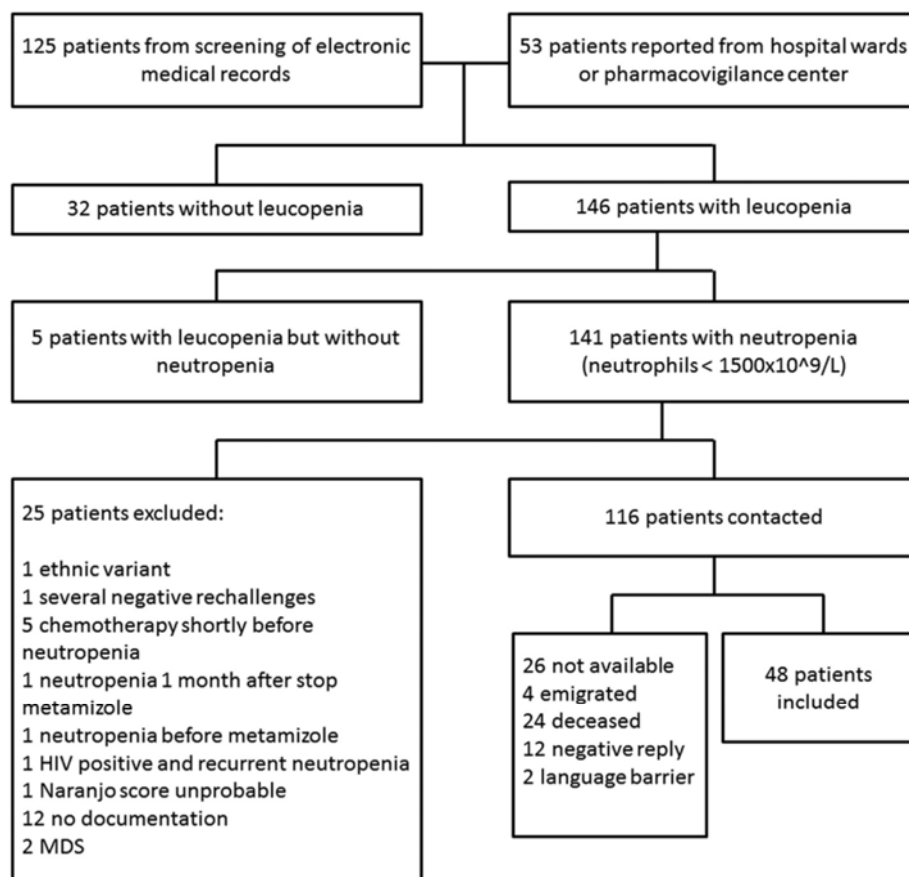 125 patients from screening of electronic
medical records
53 patients reported from hospital wards
or pharmacovigilance center
32 patients without leucopenia
146 patients with leucopenia
5 patients with leucopenia but without
neutropenia
141 patients with neutropenia
(neutrophils < 1500x10^9/L)
25 patients excluded:
1 ethnic variant
1 several negative rechallenges
5 chemotherapy shortly before
neutropenia
1 neutropenia 1 month after stop
metamizole
1 neutropenia before metamizole
1 HIV positive and recurrent neutropenia
1 Naranjo score unprobable
12 no documentation
2 MDS
116 patients contacted
26 not available
4 emigrated
24 deceased
12 negative reply
2 language barrier
48 patients
included